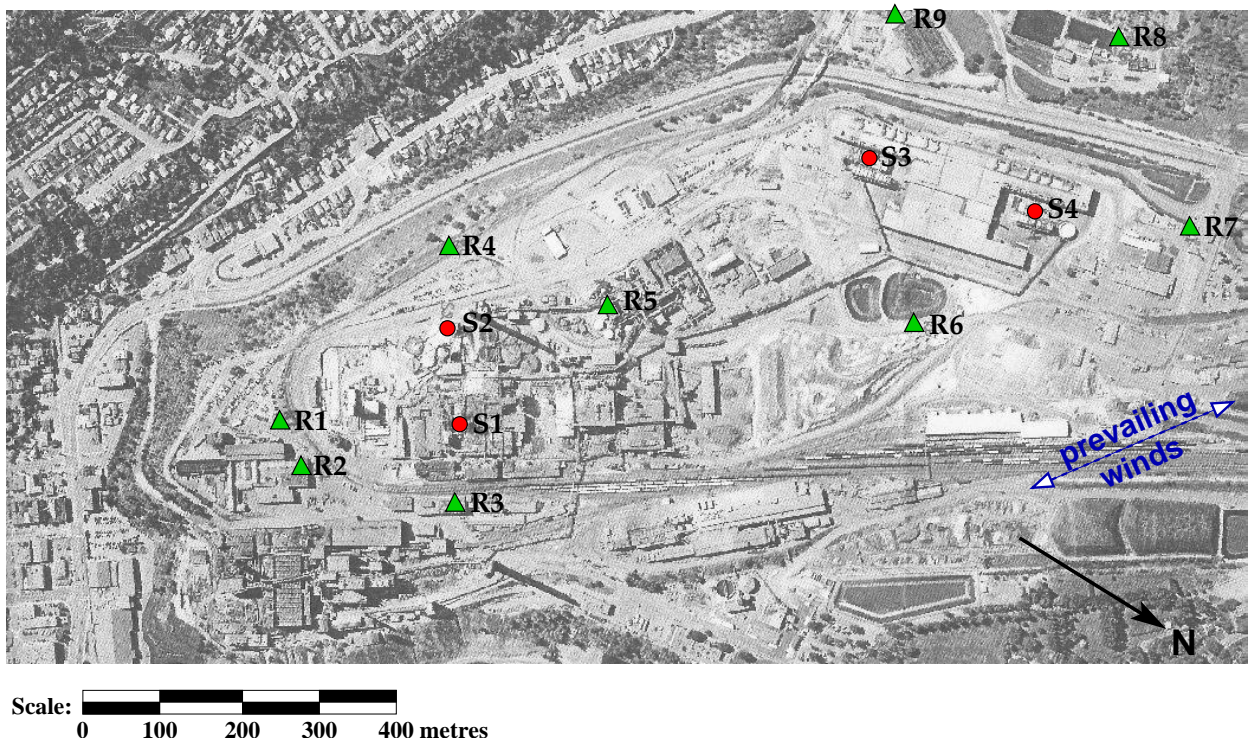 R9
R8
S3
S4
R7
R4
R5
R6
S2
R1
S1
R2
R3
prevailing
winds
N
Scale:
0 100 200 300 400 metres